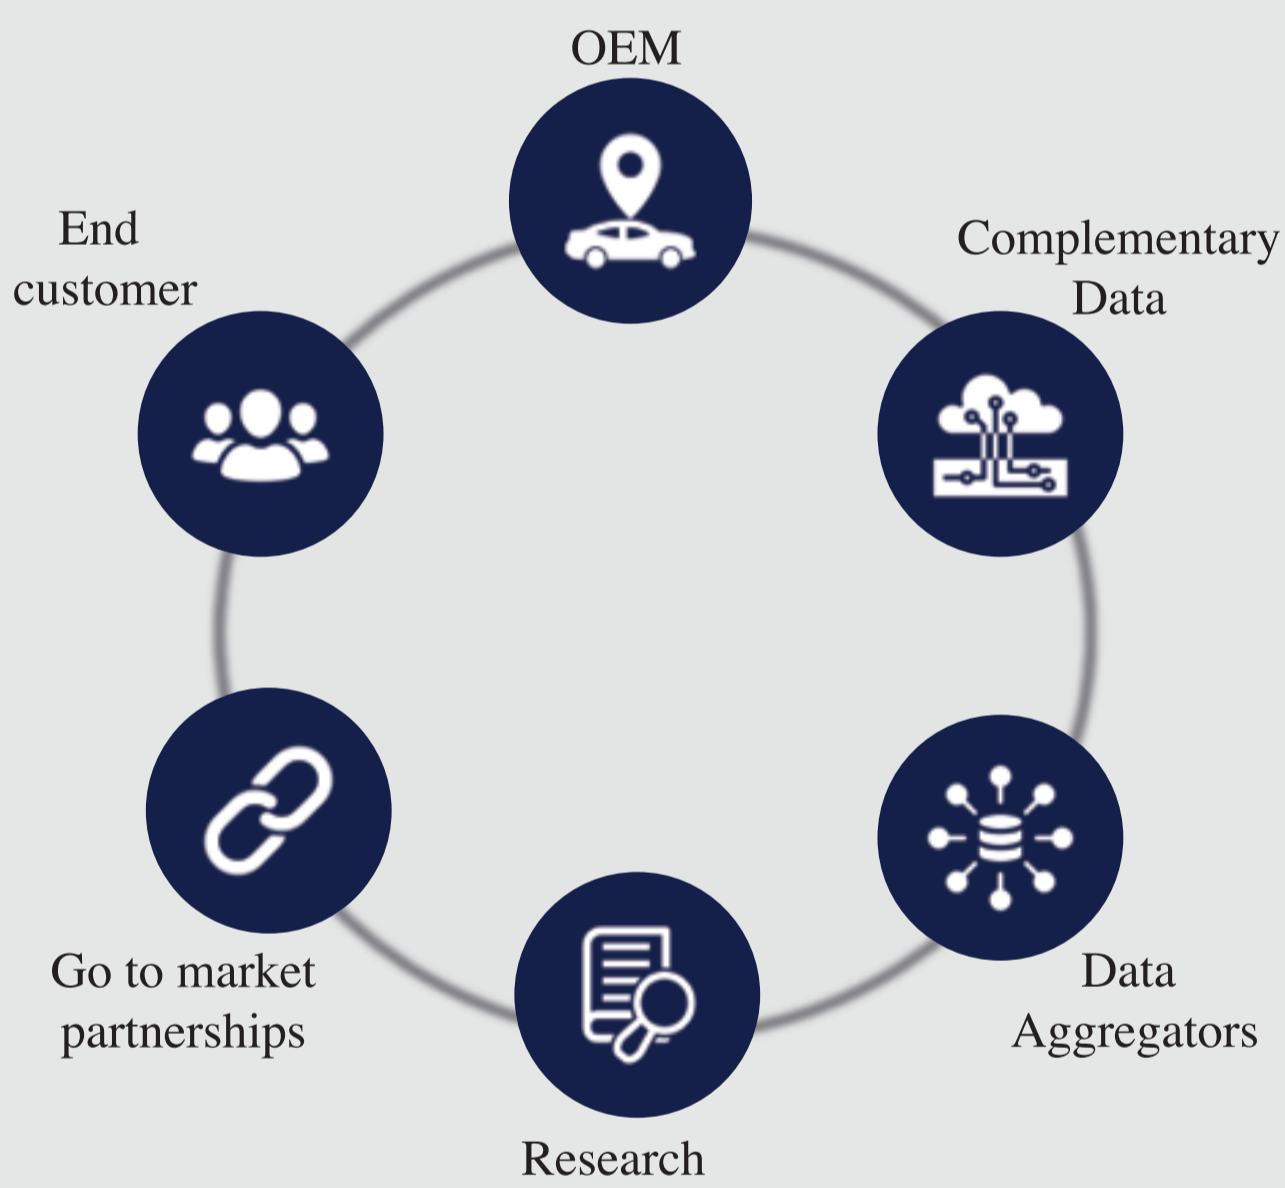 OEM
End
customer
Complementary
Data
Go to market
partnerships
Data
Aggregators
Research